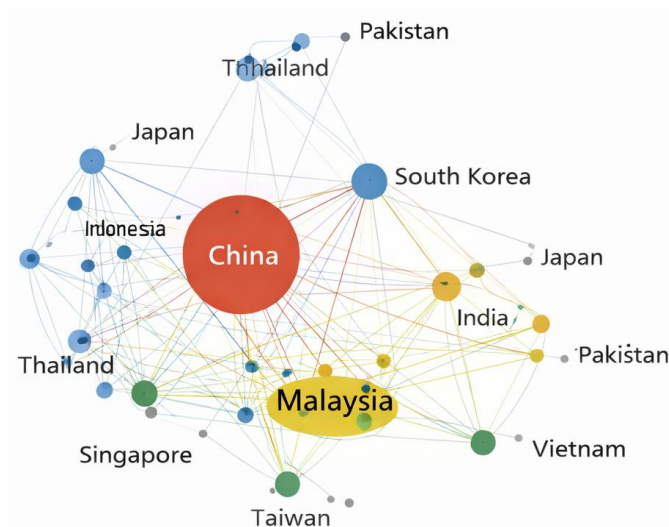 Pakistan
Thhailand
Japan
South Korea
Indonesia
China
Japan
India
Thailand
Pakistan
Malaysia
Singapore
Vietnam
Taiwan